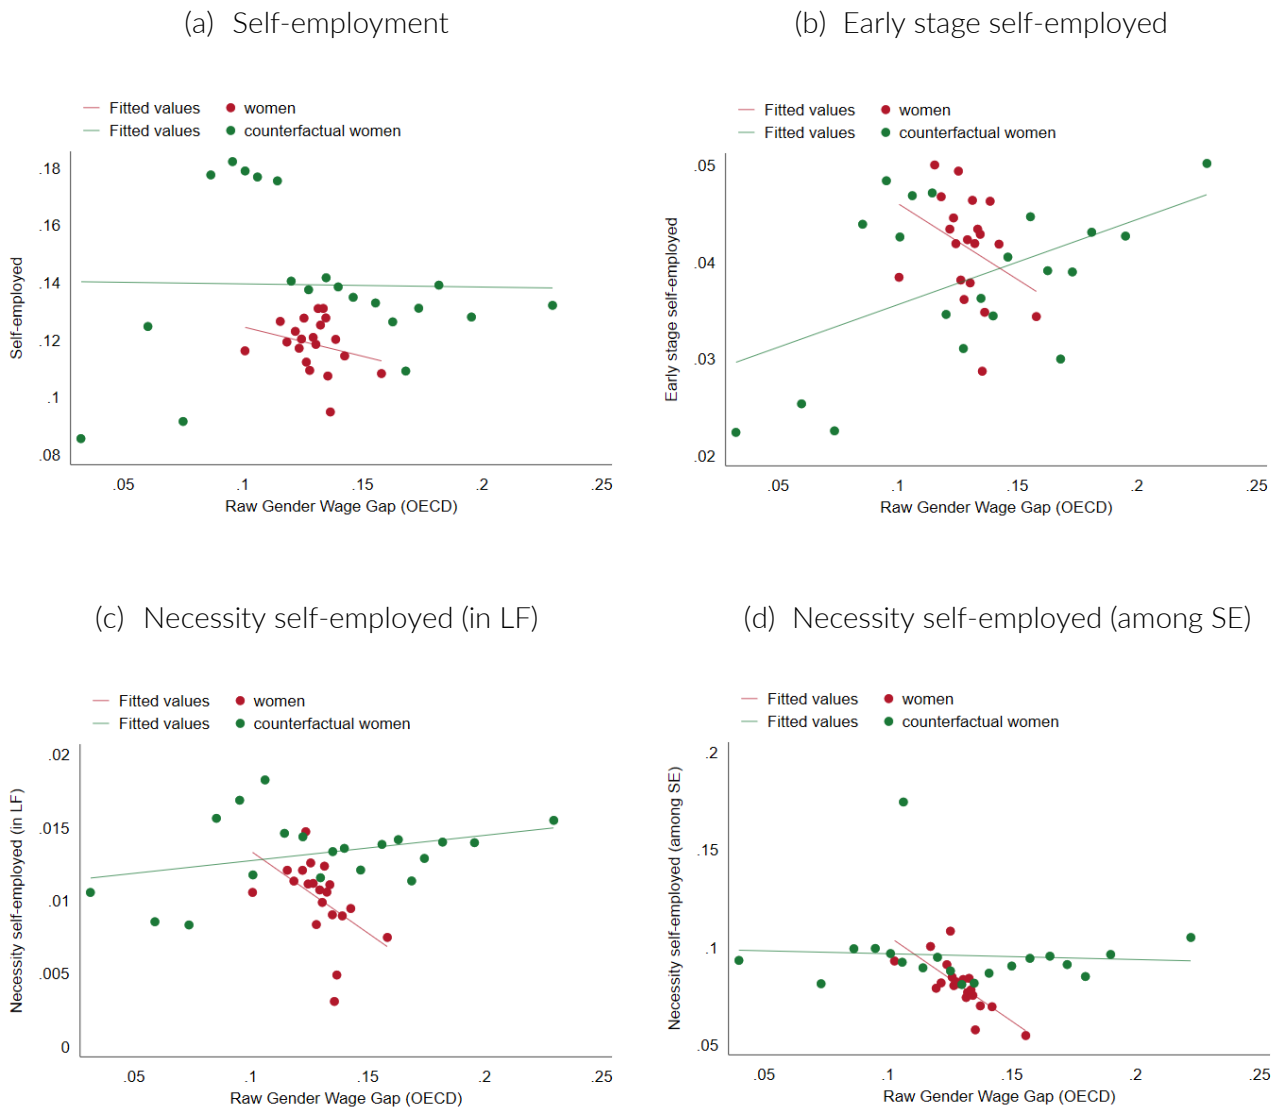 (a) Self-employment
(b) Early stage self-employed
Fitted values women
Fitted values counterfactual women
Self-employed
.18
.16
.14
.12
.1
.08
.05 .1 .15 .2 .25
Raw Gender Wage Gap (OECD)
Fitted values women
Fitted values counterfactual women
Early stage self-employed
.05
.04
.03
.02
.05 .1 .15 .2 .25
Raw Gender Wage Gap (OECD)
(c) Necessity self-employed (in LF)
(d) Necessity self-employed (among SE)
Fitted values women
Fitted values counterfactual women
Necessity self-employed (in LF)
.02
.015
.01
.005
0
.05 .1 .15 .2 .25
Raw Gender Wage Gap (OECD)
Fitted values women
Fitted values counterfactual women
Necessity self-employed (among SE)
.2
.15
.1
.05
.05 .1 .15 .2 .25
Raw Gender Wage Gap (OECD)